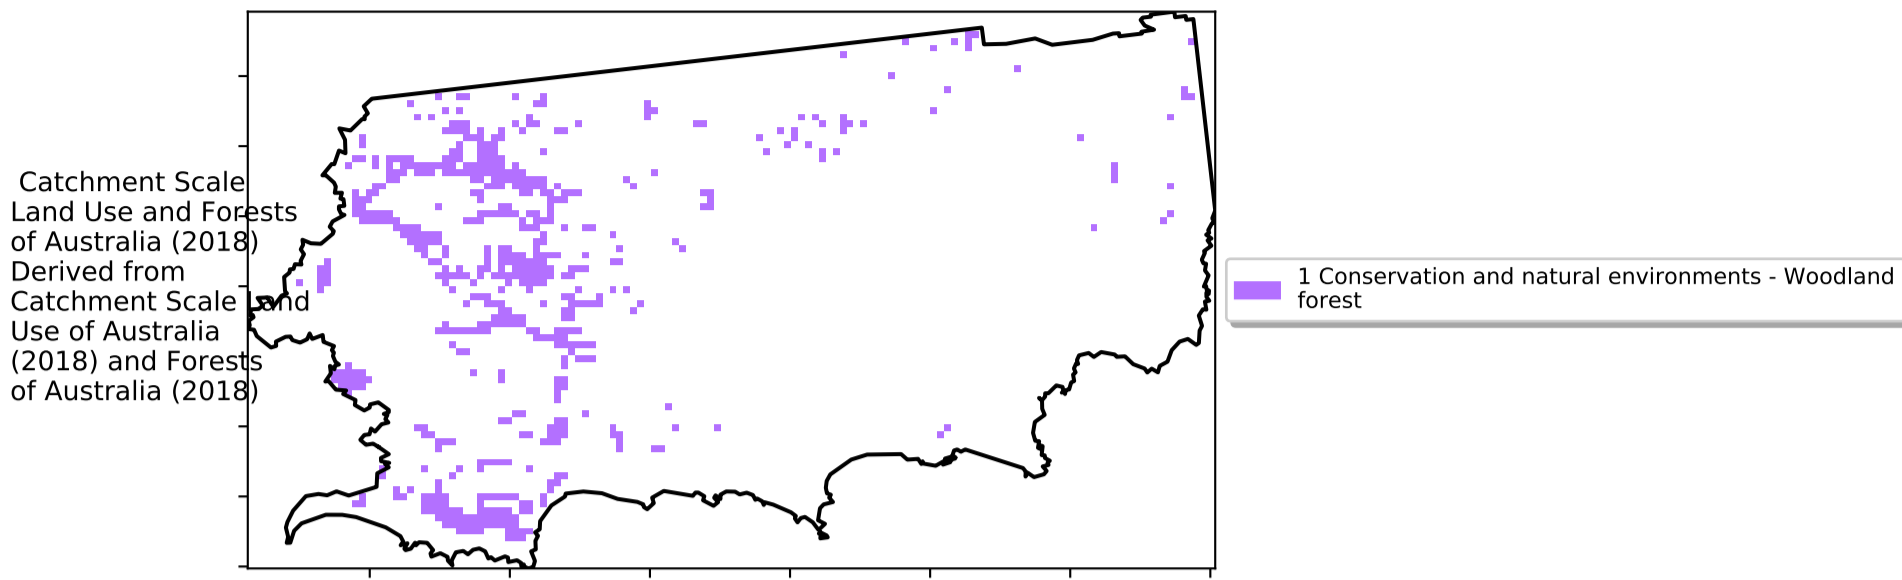 Catchment Scale
Land Use and Forests
of Australia (2018)
Derived from
Catchment Scale Land
Use of Australia
(2018) and Forests
of Australia (2018)
1 Conservation and natural environments - Woodland
forest